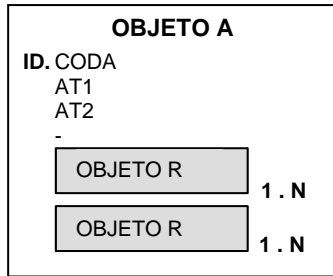 OBJETO A
ID. CODA
AT1
AT2
-
OBJETO R
1 . N
OBJETO R
1 . N